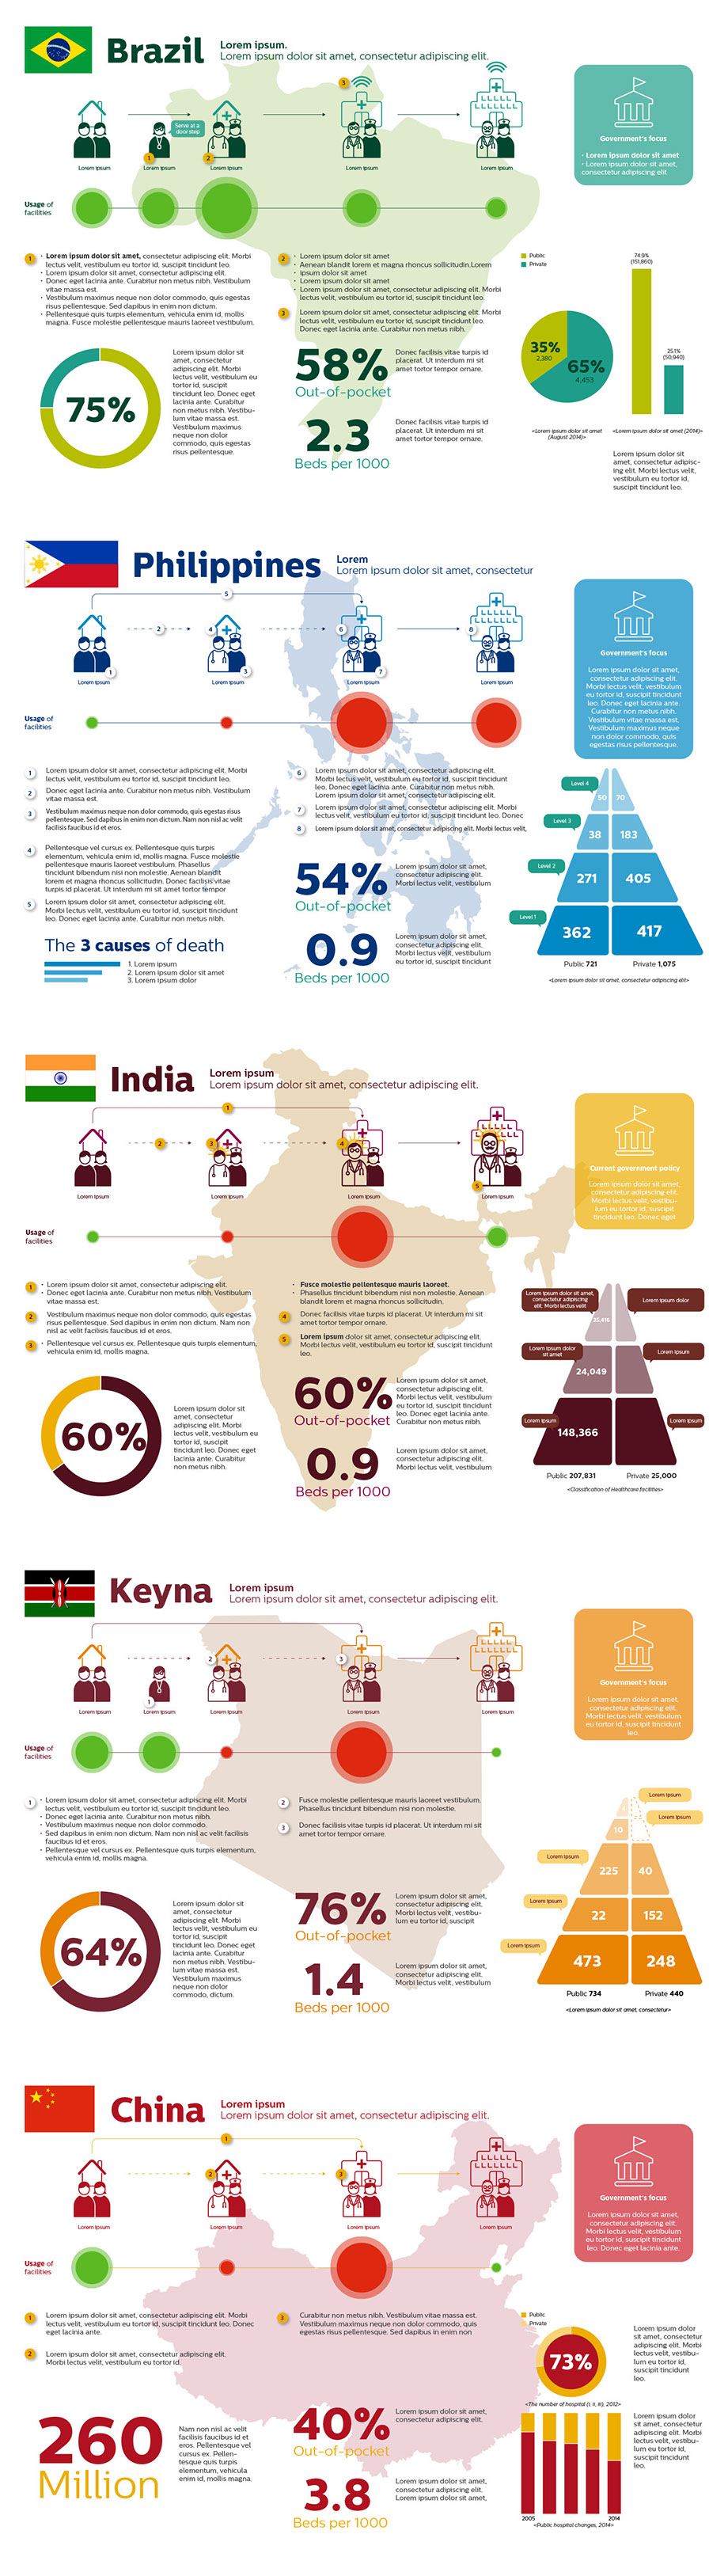 Brazil
Lorem ipsum.
Lorem ipsum dolor sit amet, consectetur adipiscing elit.
Serve at a
door step
3
1
2
Lorem ipsum
Lorem ipsum
Lorem ipsum
Lorem ipsum
Lorem ipsum
Government's focus
· Lorem ipsum dolor sit amet
· Lorem ipsum dolor sit amet,
consectetur adipiscing elit
Usage of
facilities
1 · Lorem ipsum dolor sit amet, consectetur adipiscing elit. Morbi
lectus velit, vestibulum eu tortor id, suscipit tincidunt leo.
· Lorem ipsum dolor sit amet, consectetur adipiscing elit.
· Donec eget lacinia ante. Curabitur non metus nibh. Vestibulum
vitae massa est.
· Vestibulum maximus neque non dolor commodo, quis egestas
risus pellentesque. Sed dapibus in enim non dictum.
· Pellentesque quis turpis elementum, vehicula enim id, mollis
magna. Fusce molestie pellentesque mauris laoreet vestibulum.
2 · Lorem ipsum dolor sit amet
· Aenean blandit lorem et magna rhoncus sollicitudin.Lorem
· ipsum dolor sit amet
· Lorem ipsum dolor sit amet
· Lorem ipsum dolor sit amet, consectetur adipiscing elit. Morbi
lectus velit, vestibulum eu tortor id, suscipit tincidunt leo.
3 · Lorem ipsum dolor sit amet, consectetur adipiscing elit. Morbi
lectus velit, vestibulum eu tortor id, suscipit tincidunt leo.
Donec eget lacinia ante. Curabitur non metus nibh.
75%
Lorem ipsum dolor sit
amet, consectetur
adipiscing elit. Morbi
lectus velit, vestibulum eu
tortor id, suscipit
tincidunt leo. Donec eget
lacinia ante. Curabitur
non metus nibh. Vestibu-
lum vitae massa est.
Vestibulum maximus
neque non dolor
commodo, quis egestas
risus pellentesque.
58%
Out-of-pocket
Donec facilisis vitae turpis id
placerat. Ut interdum mi sit
amet tortor tempor ornare.
2.3
Beds per 1000
Donec facilisis vitae turpis id
placerat. Ut interdum mi sit
amet tortor tempor ornare.
Public
Private
35%
2,380
65%
4,453
74.9%
(151,860)
25.1%
(50,940)
<Lorem ipsum dolor sit amet
(August 2014)>
<Lorem ipsum dolor sit amet (2014)>
Lorem ipsum dolor sit
amet, consectetur adipisc-
ing elit. Morbi lectus velit,
vestibulum eu tortor id,
suscipit tincidunt leo.
Philippines
Lorem
Lorem ipsum dolor sit amet, consectetur
5
2
4
6
8
1
3
7
Lorem ipsum
Lorem ipsum
Lorem ipsum
Lorem ipsum
Government's focus
Lorem ipsum dolor sit amet,
consectetur adipiscing elit.
Morbi lectus velit, vestibulum
eu tortor id, suscipit tincidunt
leo. Donec eget lacinia ante.
Curabitur non metus nibh.
Vestibulum vitae massa est.
Vestibulum maximus neque
non dolor commodo, quis
egestas risus pellentesque.
Usage of
facilities
1 Lorem ipsum dolor sit amet, consectetur adipiscing elit. Morbi
lectus velit, vestibulum eu tortor id, suscipit tincidunt leo.
2 Donec eget lacinia ante. Curabitur non metus nibh. Vestibulum
vitae massa est.
3 Vestibulum maximus neque non dolor commodo, quis egestas risus
pellentesque. Sed dapibus in enim non dictum. Nam non nisl ac velit
facilisis faucibus id et eros.
4 Pellentesque vel cursus ex. Pellentesque quis turpis
elementum, vehicula enim id, mollis magna. Fusce molestie
pellentesque mauris laoreet vestibulum. Phasellus
tincidunt bibendum nisi non molestie. Aenean blandit
lorem et magna rhoncus sollicitudin. Donec facilisis vitae
turpis id placerat. Ut interdum mi sit amet tortor tempor
5 Lorem ipsum dolor sit amet, consectetur adipiscing elit.
Morbi lectus velit, vestibulum eu tortor id, suscipit tincidunt
leo. Donec eget lacinia ante. Curabitur non metus nibh.
6 Lorem ipsum dolor sit amet, consectetur adipiscing elit.
Morbi lectus velit, vestibulum eu tortor id, suscipit tincidunt
Lorem ipsum dolor sit amet, consectetur adipiscing elit.
7 Lorem ipsum dolor sit amet, consectetur adipiscing elit. Morbi
lectus velit, vestibulum eu tortor id, suscipit tincidunt leo. Donec
8 Lorem ipsum dolor sit amet, consectetur adipiscing elit. Morbi lectus velit,
The 3 causes of death
1. Lorem ipsum
2. Lorem ipsum dolor sit amet
3. Lorem ipsum dolor
54%
Out-of-pocket
Lorem ipsum dolor sit amet,
consectetur adipiscing elit.
Morbi lectus velit, vestibulum
0.9
Beds per 1000
Lorem ipsum dolor sit amet,
consectetur adipiscing elit.
Morbi lectus velit, vestibulum
eu tortor id, suscipit tincidunt
Level 4
50 70
Level 3
38 183
Level 2
271 405
Level 1
362 417
Public 721 Private 1,075
<Lorem ipsum dolor sit amet, consectetur adipiscing elit>
India
Lorem ipsum
Lorem ipsum dolor sit amet, consectetur adipiscing elit.
1
2
3
4
5
Lorem ipsum
Lorem ipsum
Lorem ipsum
Lorem ipsum
Current government policy
Lorem ipsum dolor sit amet,
consectetur adipiscing elit.
Morbi lectus velit, vestibu-
lum eu tortor id, suscipit
tincidunt leo. Donec eget
Usage of
facilities
1 · Lorem ipsum dolor sit amet, consectetur adipiscing elit.
· Donec eget lacinia ante. Curabitur non metus nibh. Vestibulum
vitae massa est.
2 Vestibulum maximus neque non dolor commodo, quis egestas
risus pellentesque. Sed dapibus in enim non dictum. Nam non
nisl ac velit facilisis faucibus id et eros.
3 · Pellentesque vel cursus ex. Pellentesque quis turpis elementum,
vehicula enim id, mollis magna.
· Fusce molestie pellentesque mauris laoreet.
· Phasellus tincidunt bibendum nisi non molestie. Aenean
blandit lorem et magna rhoncus sollicitudin.
4 Donec facilisis vitae turpis id placerat. Ut interdum mi sit
amet tortor tempor ornare.
5 Lorem ipsum dolor sit amet, consectetur adipiscing elit.
Morbi lectus velit, vestibulum eu tortor id, suscipit tincidunt
leo.
60%
Lorem ipsum dolor sit
amet, consectetur
adipiscing elit. Morbi
lectus velit, vestibulum eu
tortor id, suscipit
tincidunt leo. Donec eget
lacinia ante. Curabitur
non metus nibh.
60%
Out-of-pocket
Lorem ipsum dolor sit amet,
consectetur adipiscing elit.
Morbi lectus velit, vestibulum
eu tortor id, suscipit tincidunt
leo. Donec eget lacinia ante.
Curabitur non metus nibh.
0.9
Beds per 1000
Lorem ipsum dolor sit amet,
consectetur adipiscing elit.
Morbi lectus velit, vestibulum
Lorem ipsum dolor sit amet,
consectetur adipiscing
elit. Morbi lectus velit
Lorem ipsum dolor
35,416
Lorem ipsum dolor
sit amet
Lorem ipsum
24,049
Lorem ipsum
Lorem ipsum
148,366
Public 207,831 Private 25,000
<Classification of Healthcare facilities>
Keyna
Lorem ipsum
Lorem ipsum dolor sit amet, consectetur adipiscing elit.
2
3
1
Lorem ipsum
Lorem ipsum
Lorem ipsum
Lorem ipsum
Lorem ipsum
Government's focus
Lorem ipsum dolor sit amet,
consectetur adipiscing elit.
Morbi lectus velit, vestibulum
eu tortor id, suscipit tincidunt
leo.
Usage of
facilities
1 · Lorem ipsum dolor sit amet, consectetur adipiscing elit. Morbi
lectus velit, vestibulum eu tortor id, suscipit tincidunt leo.
· Donec eget lacinia ante. Curabitur non metus nibh.
· Vestibulum maximus neque non dolor commodo.
· Sed dapibus in enim non dictum. Nam non nisl ac velit facilisis
faucibus id et eros.
· Pellentesque vel cursus ex. Pellentesque quis turpis elementum,
vehicula enim id, mollis magna.
2 Fusce molestie pellentesque mauris laoreet vestibulum.
Phasellus tincidunt bibendum nisi non molestie.
3 Donec facilisis vitae turpis id placerat. Ut interdum mi sit
amet tortor tempor ornare.
64%
Lorem ipsum dolor sit
amet, consectetur
adipiscing elit. Morbi
lectus velit, vestibulum eu
tortor id, suscipit
tincidunt leo. Donec eget
lacinia ante. Curabitur
non metus nibh. Vestibu-
lum vitae massa est.
Vestibulum maximus
neque non dolor
commodo, dictum.
76%
Out-of-pocket
Lorem ipsum dolor sit amet,
consectetur adipiscing elit.
Morbi lectus velit, vestibu-
lum eu tortor id, suscipit
1.4
Beds per 1000
Lorem ipsum dolor sit amet,
consectetur adipiscing elit.
Morbi lectus velit, vestibulum
Lorem ipsum
Lorem ipsum
10
Lorem ipsum
225 40
Lorem ipsum
22 152
Lorem ipsum
473 248
Public 734 Private 440
<Lorem ipsum dolor sit amet, consectetur>
China
Lorem ipsum
Lorem ipsum dolor sit amet, consectetur adipiscing elit.
1
2
3
Lorem ipsum
Lorem ipsum
Lorem ipsum
Lorem ipsum
Government's focus
Lorem ipsum dolor sit amet,
consectetur adipiscing elit.
Morbi lectus velit, vestibulum
eu tortor id, suscipit tincidunt
leo. Donec eget lacinia ante.
Usage of
facilities
1 Lorem ipsum dolor sit amet, consectetur adipiscing elit. Morbi
lectus velit, vestibulum eu tortor id, suscipit tincidunt leo. Donec
eget lacinia ante.
2 Lorem ipsum dolor sit amet, consectetur adipiscing elit.
Morbi lectus velit, vestibulum eu tortor id.
3 Curabitur non metus nibh. Vestibulum vitae massa est.
Vestibulum maximus neque non dolor commodo, quis
egestas risus pellentesque. Sed dapibus in enim non
260
Million
Nam non nisl ac velit
facilisis faucibus id et
eros. Pellentesque vel
cursus ex. Pellen-
tesque quis turpis
elementum, vehicula
enim id, mollis magna.
40%
Out-of-pocket
Lorem ipsum dolor sit amet,
consectetur adipiscing elit.
3.8
Beds per 1000
Lorem ipsum dolor sit amet,
consectetur adipiscing elit.
Lorem ipsum dolor sit amet,
Public
Private
73%
<The number of hospital (I, II, III), 2012>
Lorem ipsum dolor
sit amet, consectetur
adipiscing elit. Morbi
lectus velit, vestibu-
lum eu tortor id,
suscipit tincidunt
leo.
Lorem ipsum dolor
sit amet, consectetur
adipiscing elit. Morbi
lectus velit, vestibu-
lum eu tortor id,
suscipit tincidunt
leo.
2005 2014
<Public hospital changes, 2014>